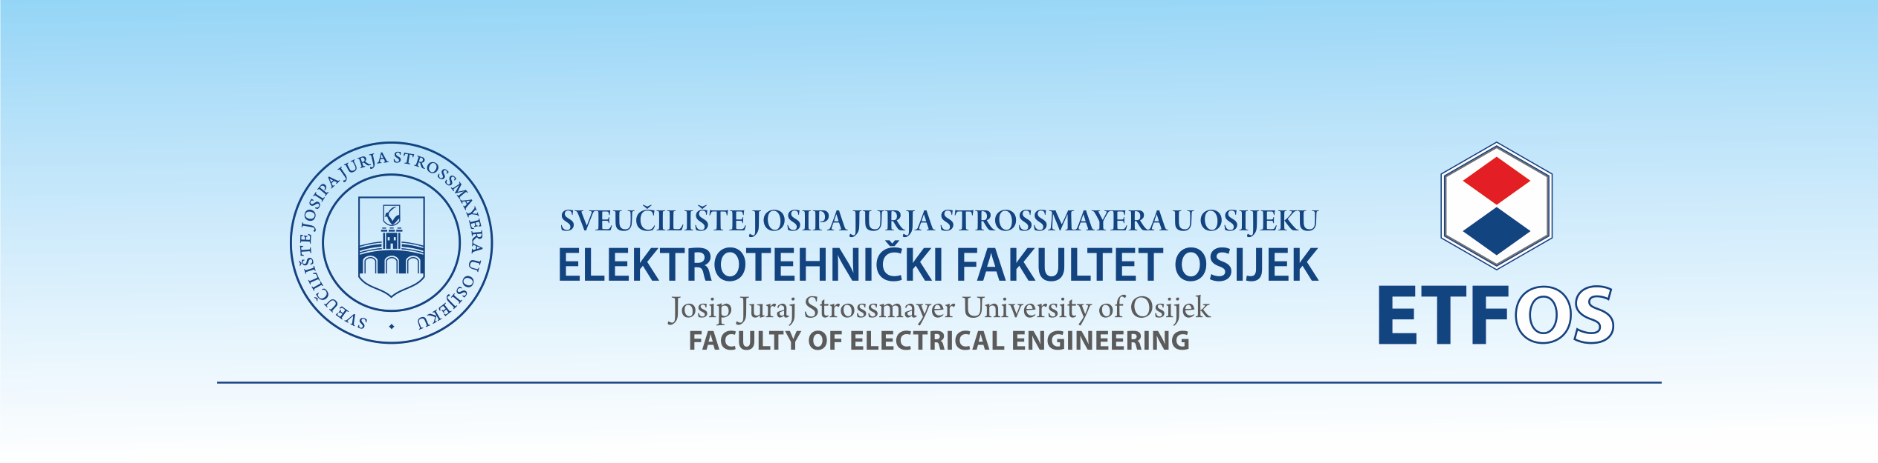 SVEUČILIŠTE JOSIPA JURJA STROSSMAYERA U OSIJEKU
SVEUČILIŠTE JOSIPA JURJA STROSSMAYERA U OSIJEKU
ELEKTROTEHNIČKI FAKULTET OSIJEK
Josip Juraj Strossmayer University of Osijek
FACULTY OF ELECTRICAL ENGINEERING
ETFOS